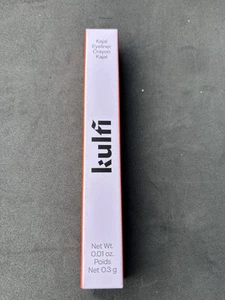 Kajal
Eyeliner
Crayon
Kajal
kulfi
Net Wt.
0.01 oz.
Poids
Net 0.3 g